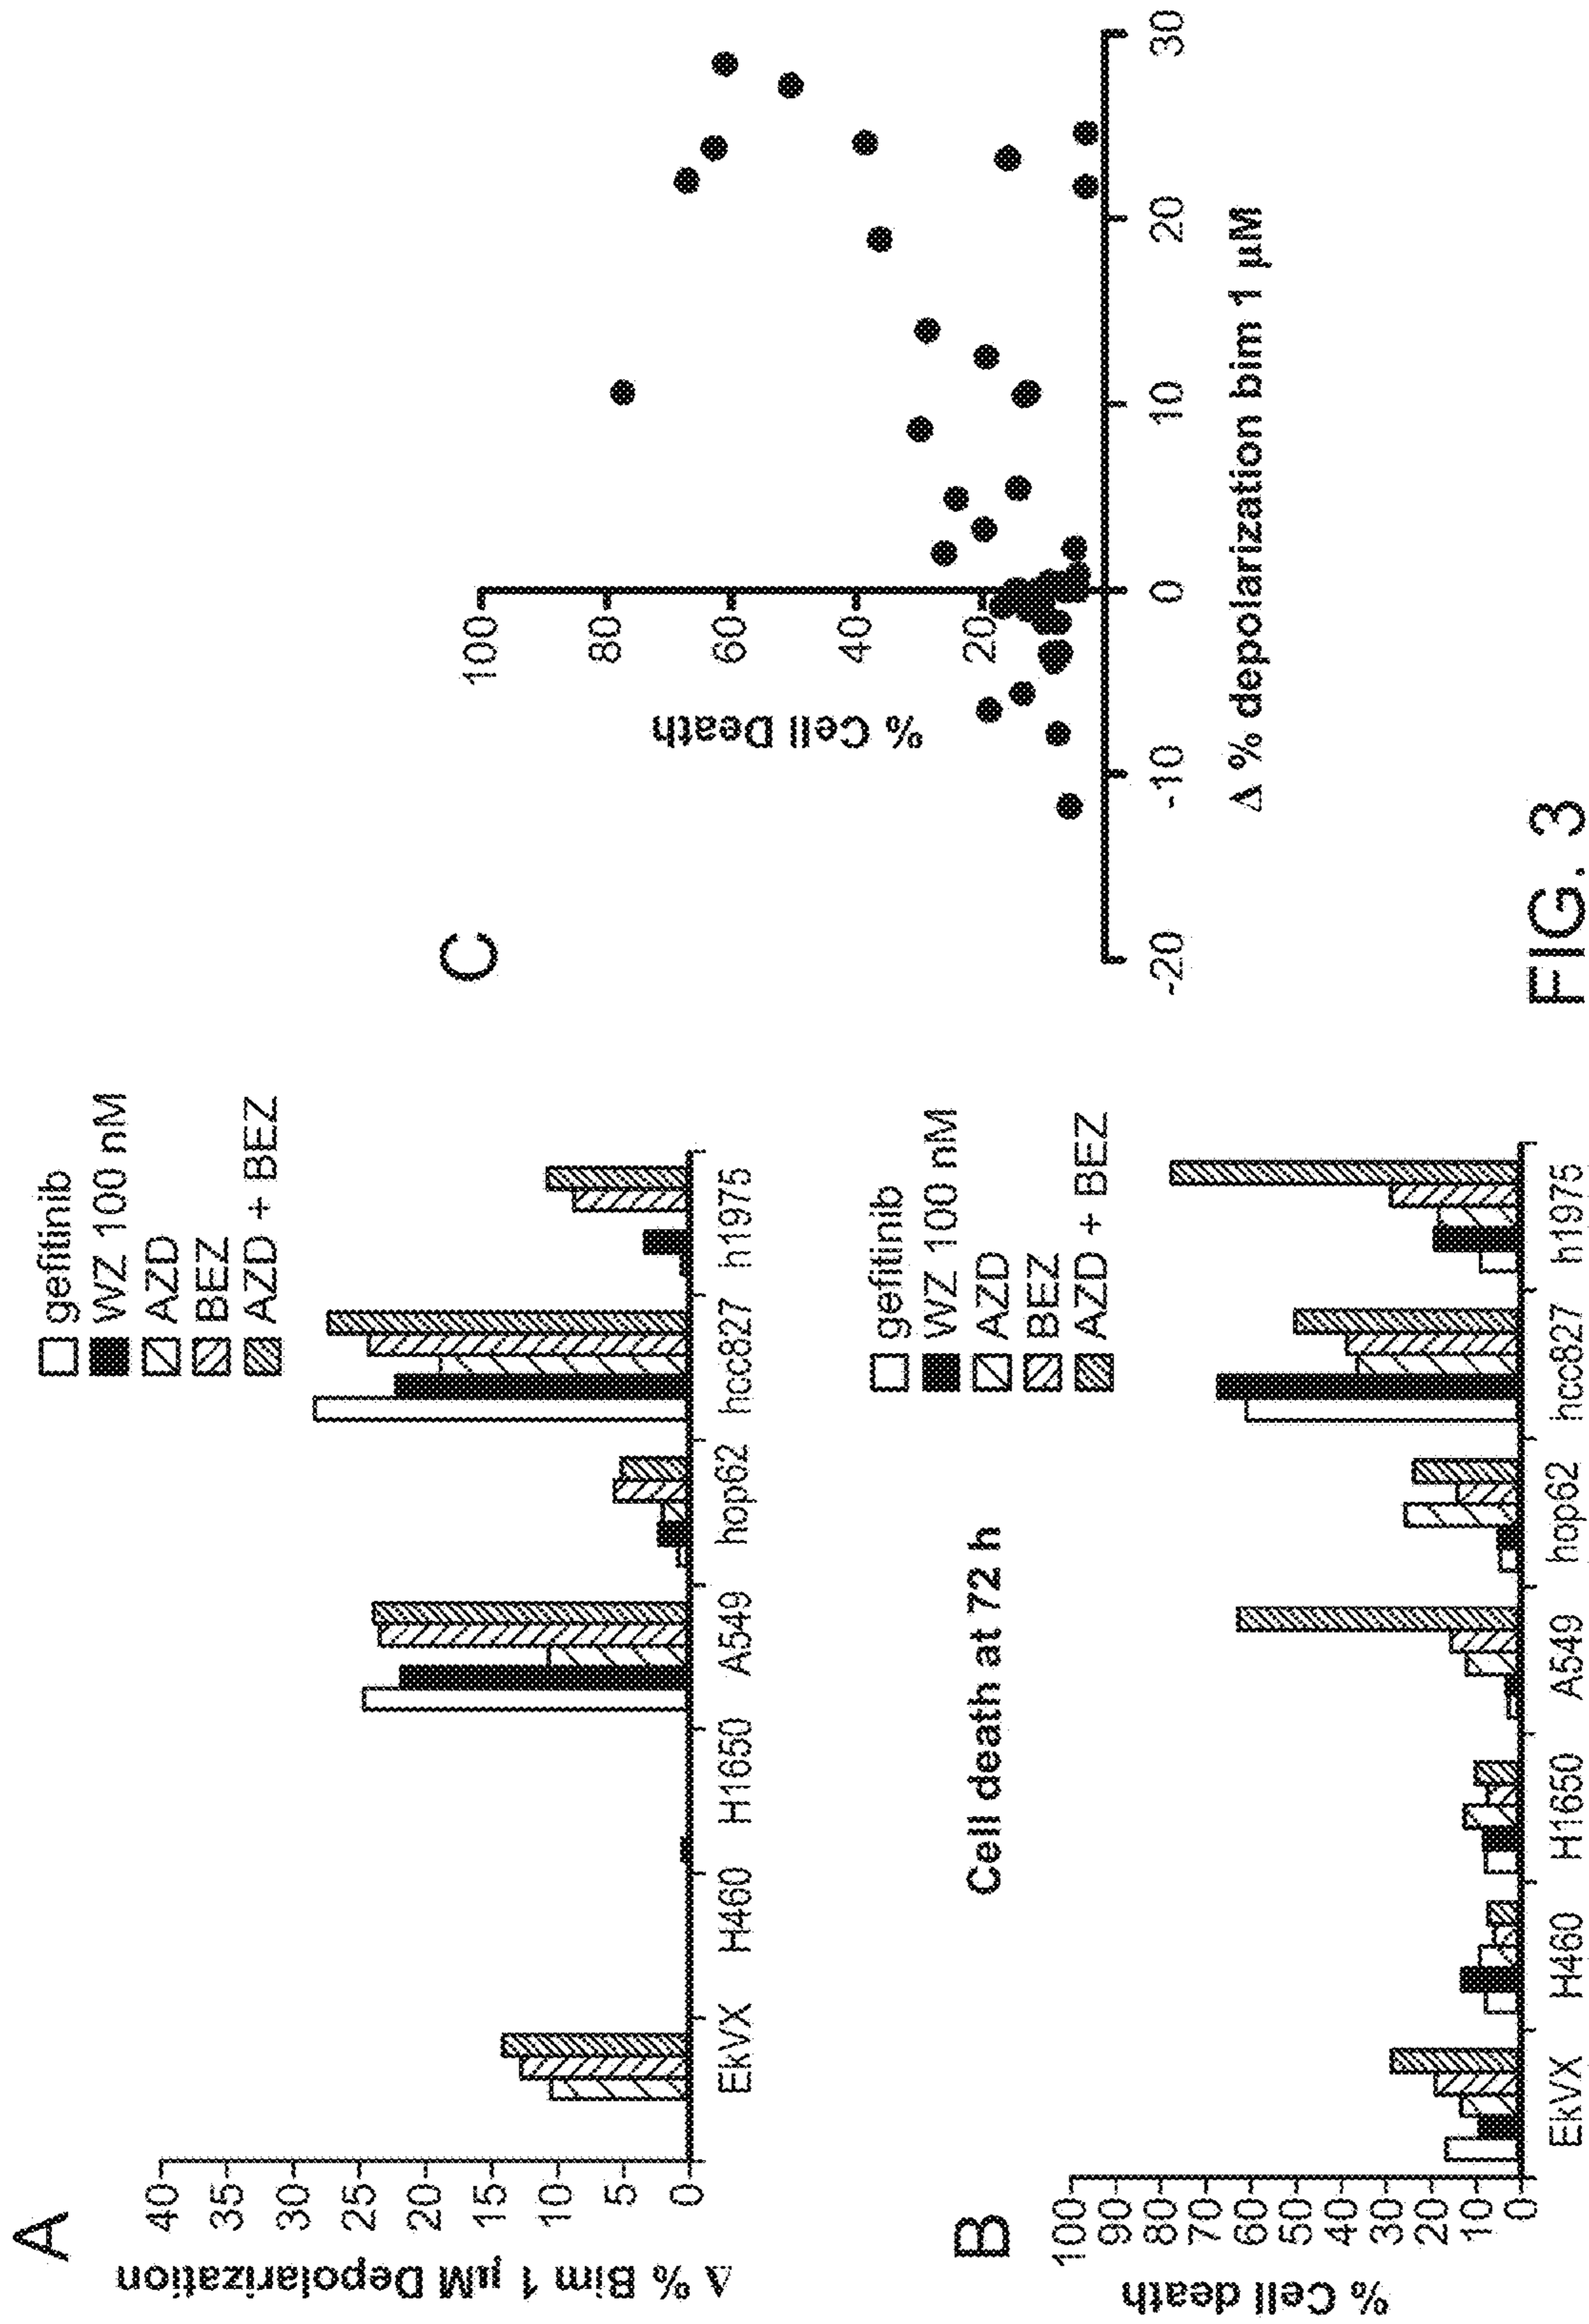 A
gefitinib
WZ 100 nM
AZD
BEZ
AZD + BEZ
Δ % Bim 1 µM Depolarization
40
35
30
25
20
15
10
5
0
EkVX
H460
H1650
A549
hop62
hcc827
h1975
B
Cell death at 72 h
gefitinib
WZ 100 nM
AZD
BEZ
AZD + BEZ
% Cell death
100
90
80
70
60
50
40
30
20
10
0
EkVX
H460
H1650
A549
hop62
hcc827
h1975
C
% Cell Death
100
80
60
40
20
-20
-10
0
10
20
30
Δ % depolarization bim 1 µM
FIG. 3